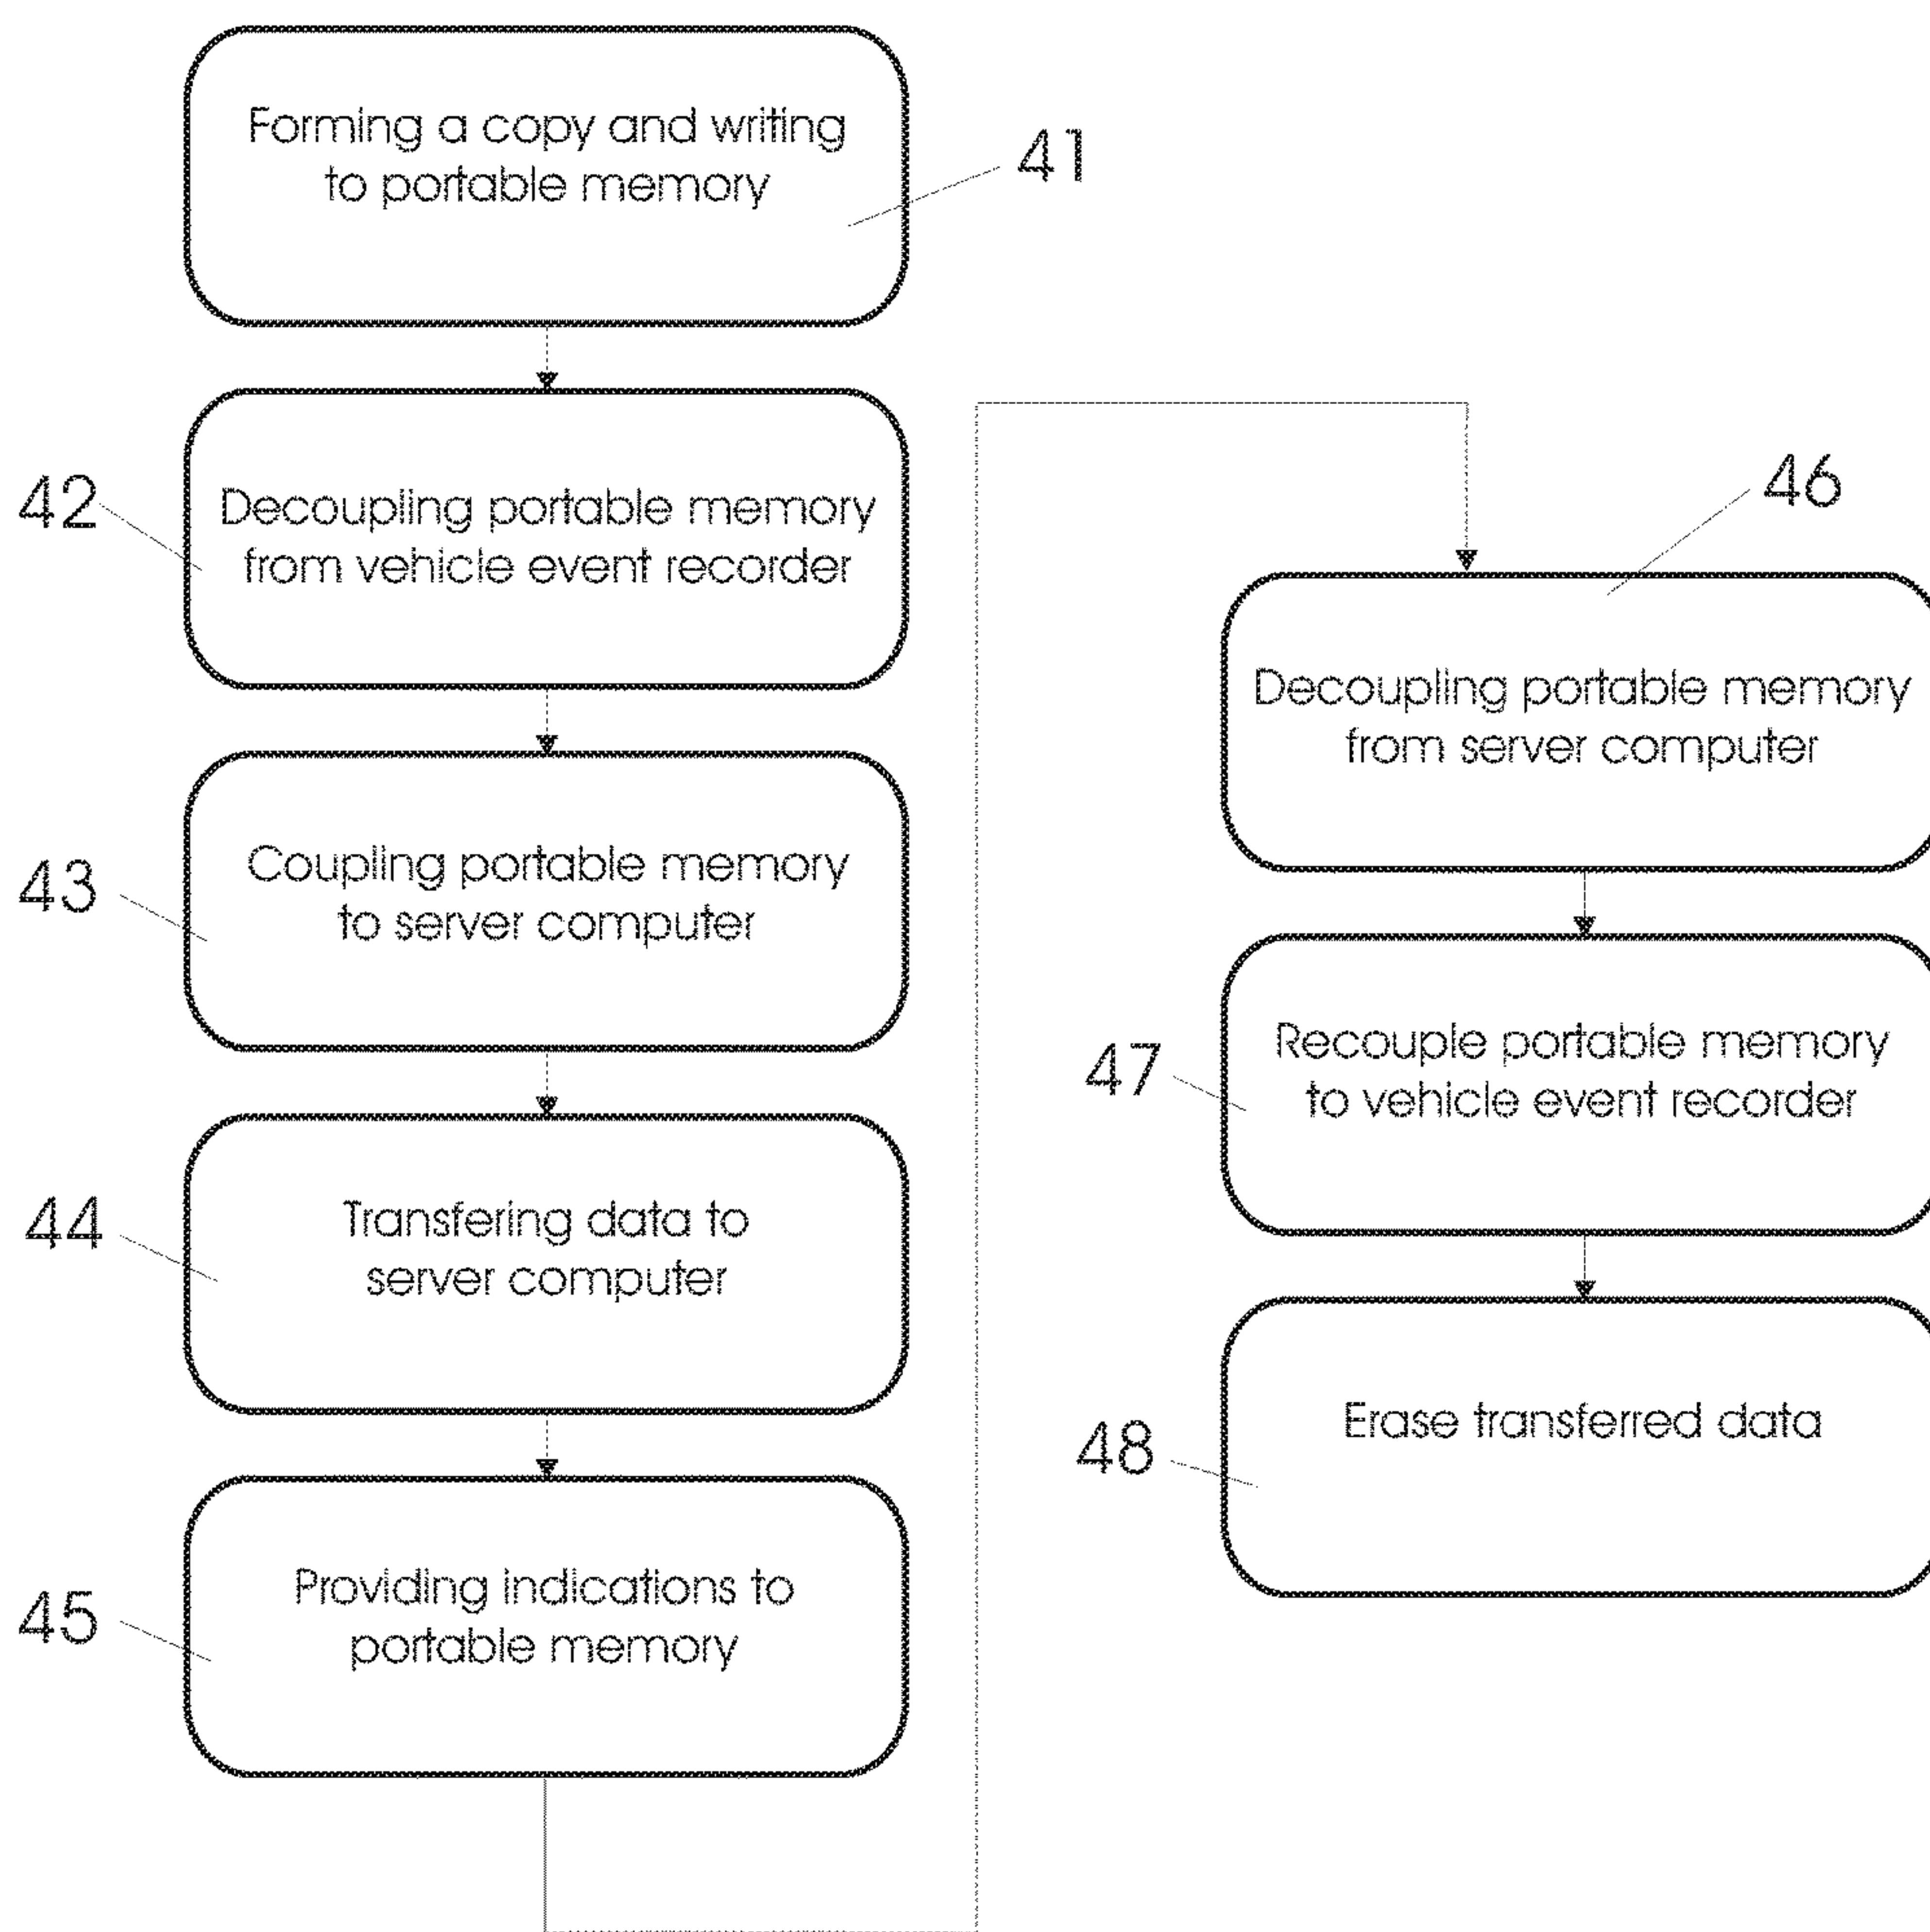 Forming a copy and writing
to portable memory
41
42
Decoupling portable memory
from vehicle event recorder
43
Coupling portable memory
to server computer
44
Transfering data to
server computer
45
Providing indications to
portable memory
46
Decoupling portable memory
from server computer
47
Recouple portable memory
to vehicle event recorder
48
Erase transferred data